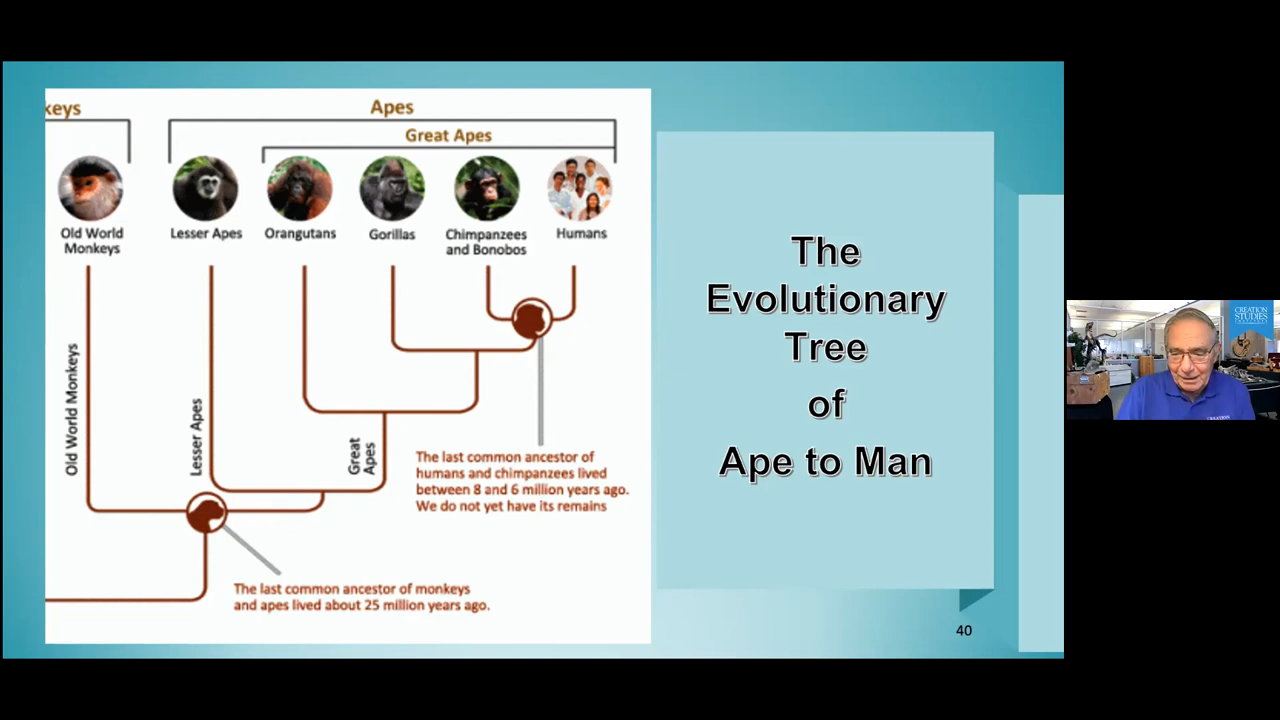 keys
Apes
Great Apes
Old World
Monkeys
Lesser Apes
Orangutans
Gorillas
Chimpanzees
and Bonobos
Humans
Old World Monkeys
Lesser Apes
Great
Apes
The last common ancestor of
humans and chimpanzees lived
between 8 and 6 million years ago.
We do not yet have its remains
The last common ancestor of monkeys
and apes lived about 25 million years ago.
The
Evolutionary
Tree
of
Ape to Man
40
CREATION
STUDIES